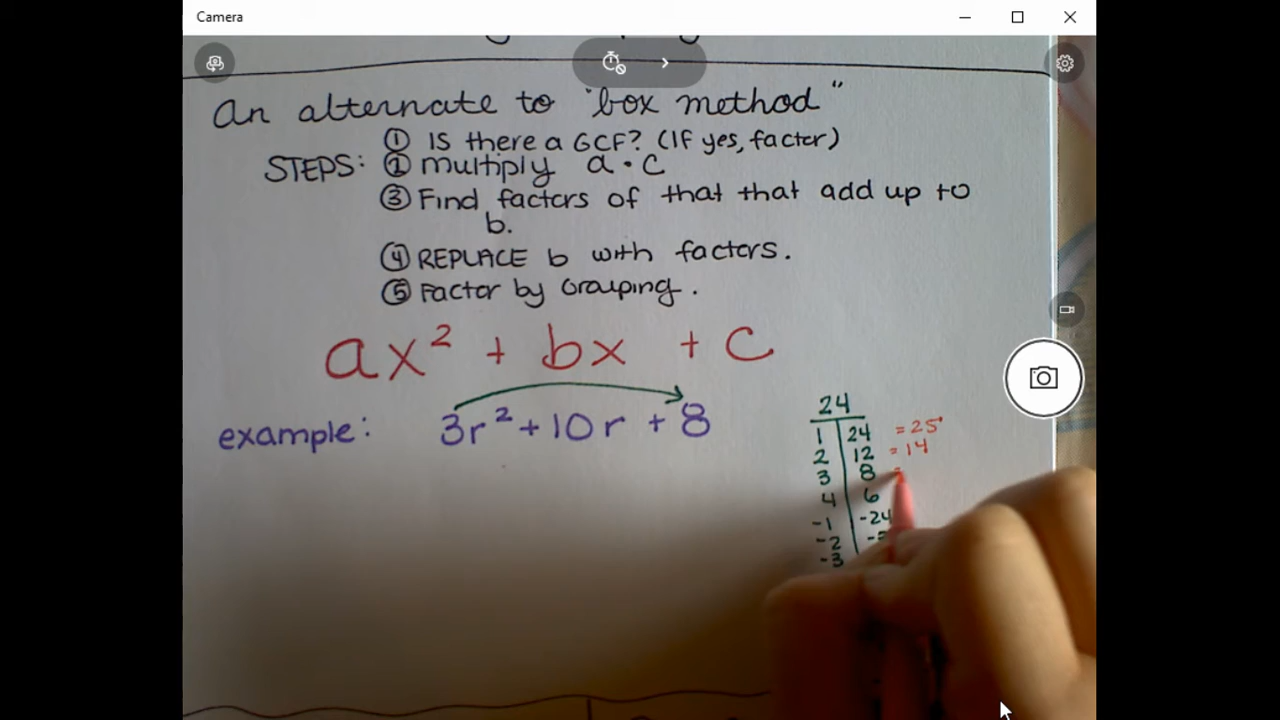 Camera
An alternate to "box method"
STEPS: ① IS there a GCF? (If yes, factor)
② multiply a • c
③ Find factors of that that add up to
b.
④ REPLACE b with factors.
⑤ Factor by Grouping.
ax² + bx + c
example: 3r² + 10r + 8
24
1 24 = 25
2 12 = 14
3 8 =
4 6
-1 -24
-2
-3